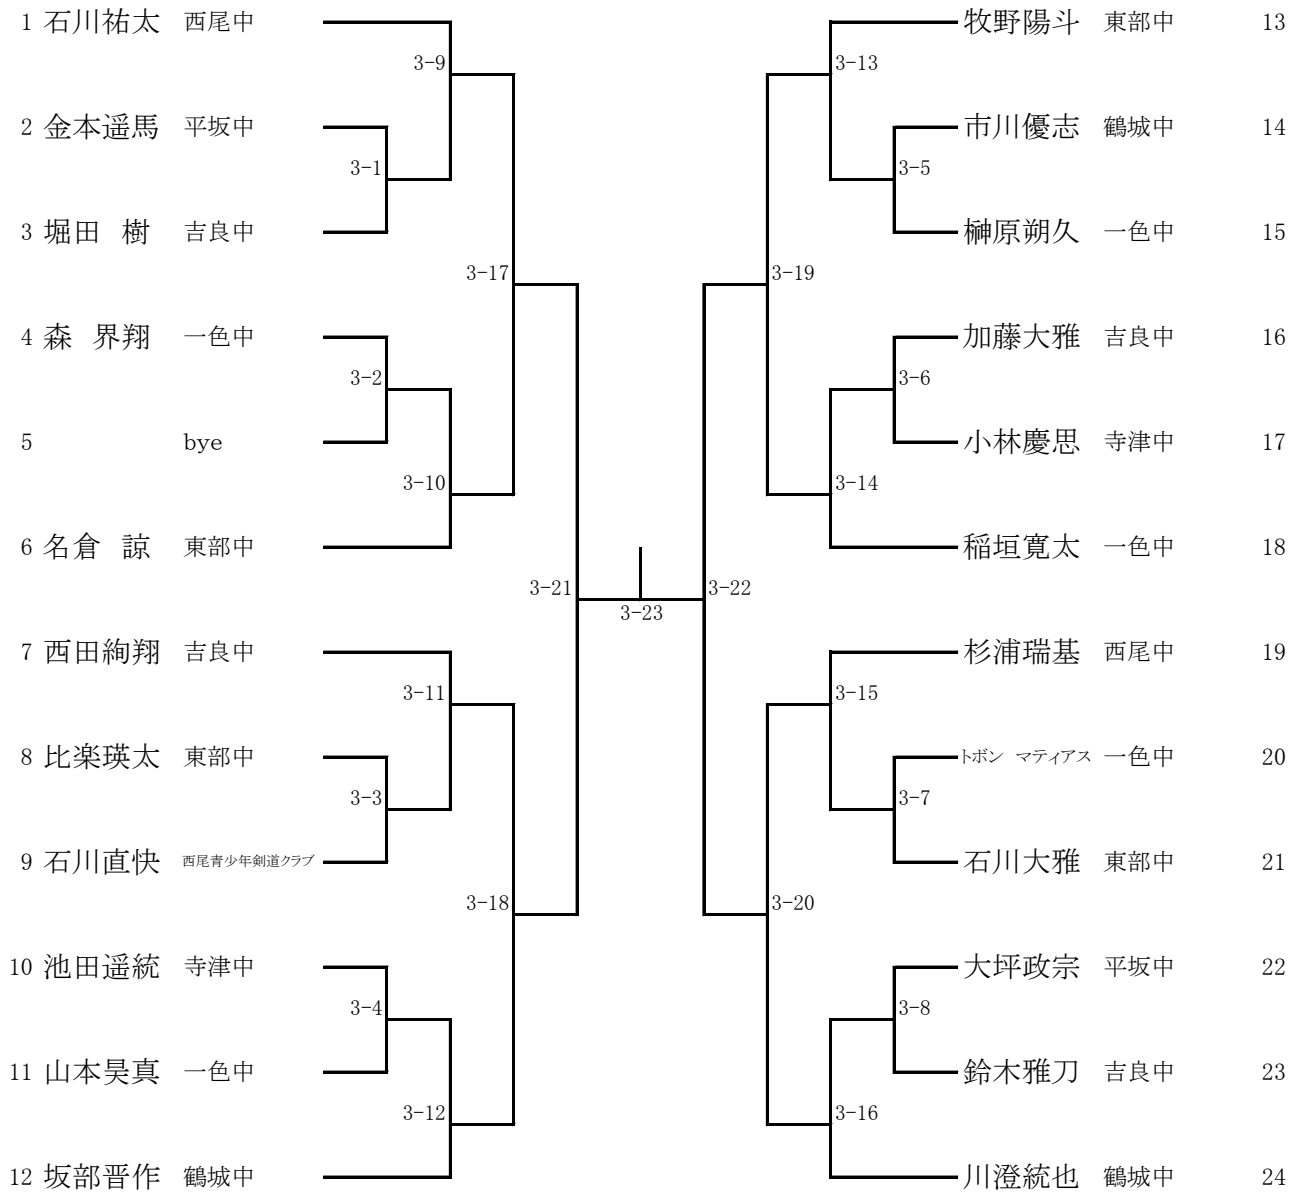 1 石川祐太 西尾中
3-9
2 金本遥馬 平坂中
3-1
3 堀田 樹 吉良中
3-17
4 森 界翔 一色中
3-2
5 bye
3-10
6 名倉 諒 東部中
3-21
7 西田絢翔 吉良中
3-11
8 比楽瑛太 東部中
3-3
9 石川直快 西尾青少年剣道クラブ
3-18
10 池田遥統 寺津中
3-4
11 山本昊真 一色中
3-12
12 坂部晋作 鶴城中
3-23
牧野陽斗 東部中 13
3-13
市川優志 鶴城中 14
3-5
榊原朔久 一色中 15
3-19
加藤大雅 吉良中 16
3-6
小林慶思 寺津中 17
3-14
稲垣寛太 一色中 18
3-22
杉浦瑞基 西尾中 19
3-15
トボン マティアス 一色中 20
3-7
石川大雅 東部中 21
3-20
大坪政宗 平坂中 22
3-8
鈴木雅刀 吉良中 23
3-16
川澄統也 鶴城中 24